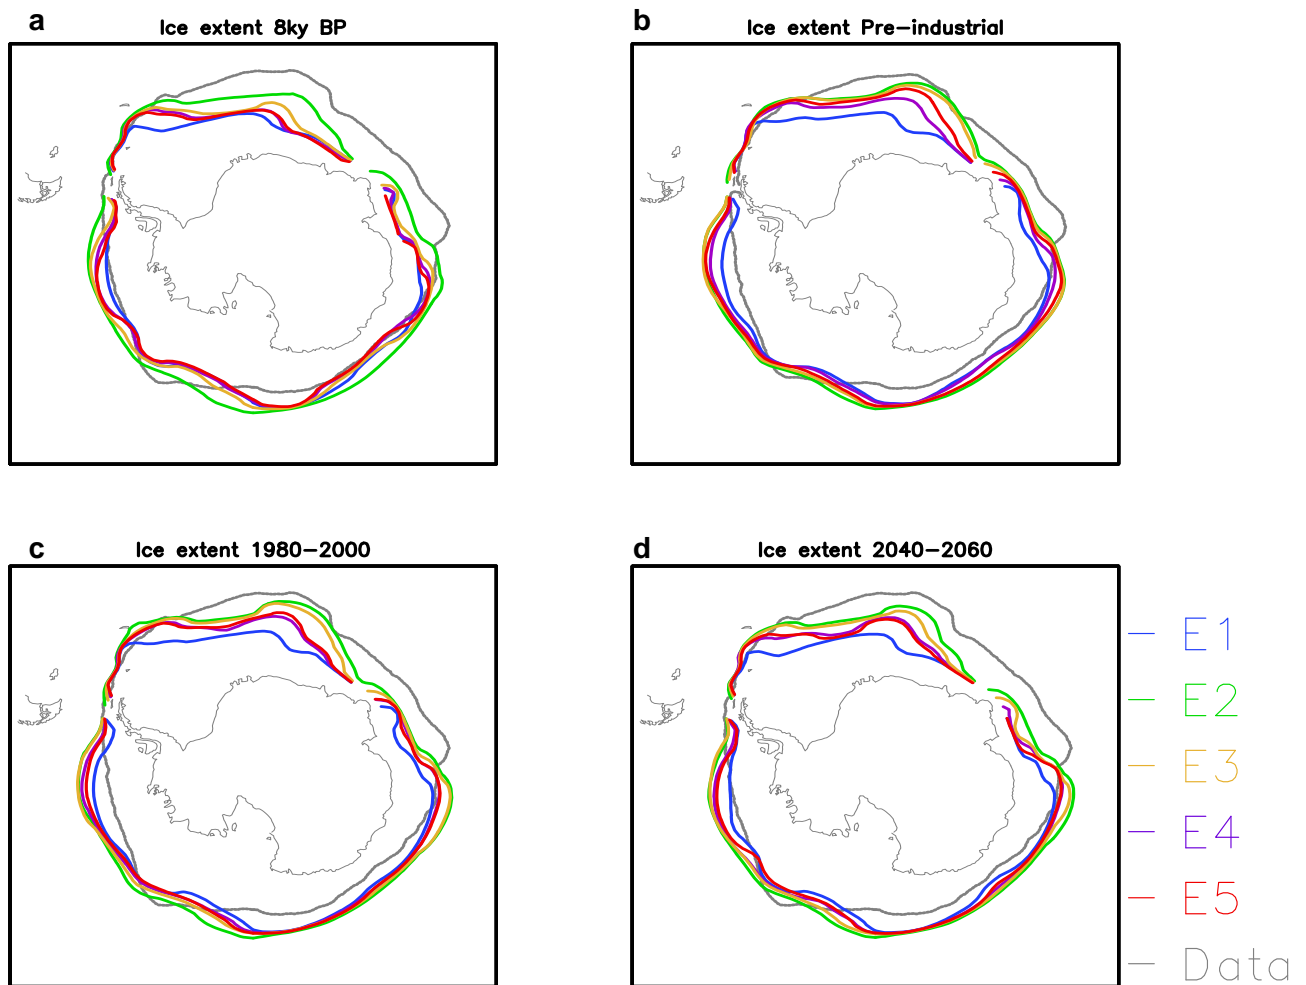 a
Ice extent 8ky BP
b
Ice extent Pre-industrial
c
Ice extent 1980-2000
d
Ice extent 2040-2060
E1
E2
E3
E4
E5
Data